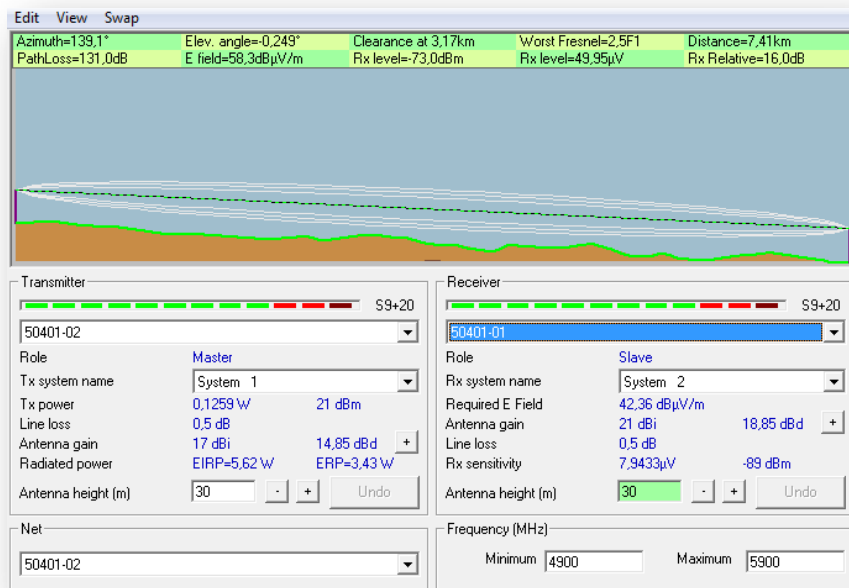 Edit View Swap
Azimuth=139,1° Elev. angle=-0,249° Clearance at 3,17km Worst Fresnel=2,5F1 Distance=7,41km
PathLoss=131,0dB E field=58,3dBµV/m Rx level=-73,0dBm Rx level=49,95µV Rx Relative=16,0dB
Transmitter
S9+20
50401-02
Role Master
Tx system name System 1
Tx power 0,1259 W 21 dBm
Line loss 0,5 dB
Antenna gain 17 dBi 14,85 dBd +
Radiated power EIRP=5,62 W ERP=3,43 W
Antenna height (m) 30 - + Undo
Net
50401-02
Receiver
S9+20
50401-01
Role Slave
Rx system name System 2
Required E Field 42,36 dBµV/m
Antenna gain 21 dBi 18,85 dBd +
Line loss 0,5 dB
Rx sensitivity 7,9433µV -89 dBm
Antenna height (m) 30 - + Undo
Frequency (MHz)
Minimum 4900 Maximum 5900